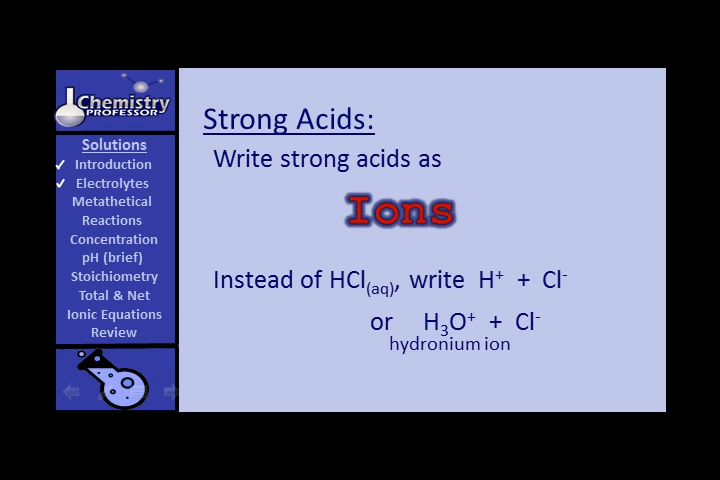 Chemistry
PROFESSOR
Solutions
✓ Introduction
✓ Electrolytes
Metathetical
Reactions
Concentration
pH (brief)
Stoichiometry
Total & Net
Ionic Equations
Review
Strong Acids:
Write strong acids as
Ions
Instead of HCl(aq), write H⁺ + Cl⁻
or H₃O⁺ + Cl⁻
hydronium ion